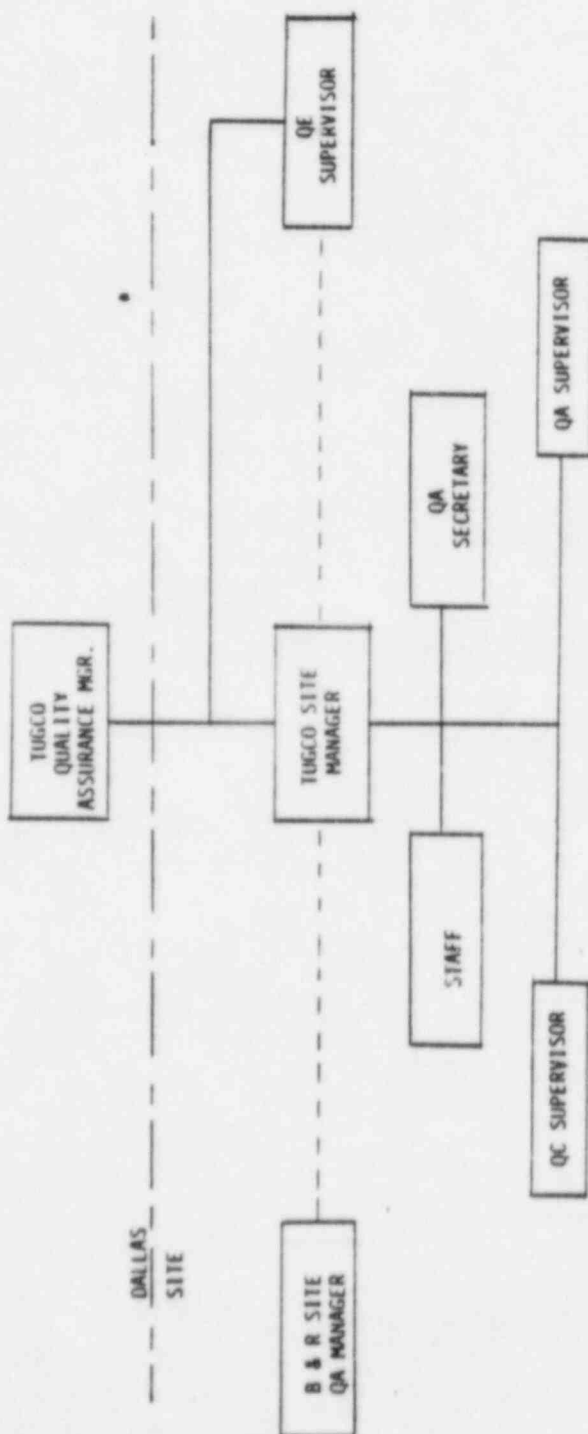 TUGCO
QUALITY
ASSURANCE MGR.
DALLAS
SITE
B & R SITE
QA MANAGER
TUGCO SITE
MANAGER
QE
SUPERVISOR
STAFF
QA
SECRETARY
QC SUPERVISOR
QA SUPERVISOR